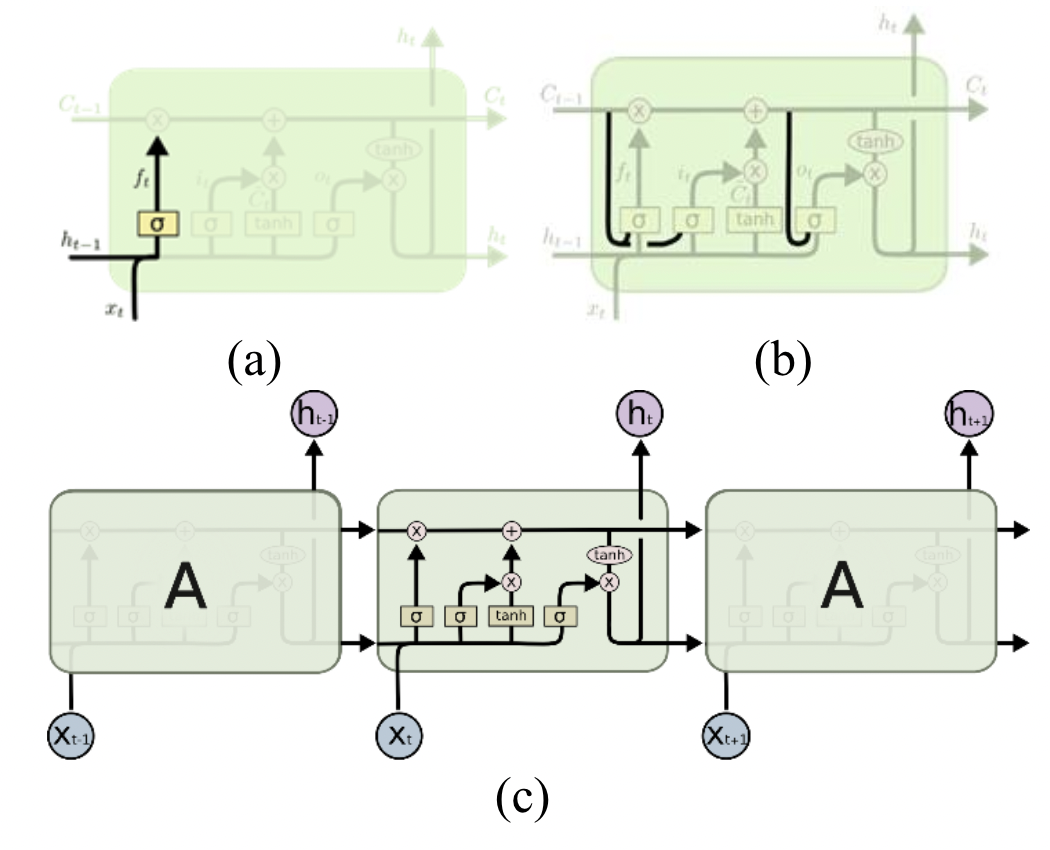 h_t
C_{t-1} × + C_t
tanh
f_t i_t × o_t ×
C̃_t
σ σ tanh σ
h_{t-1} h_t
x_t
(a)
h_t
C_{t-1} × + C_t
tanh
f_t i_t × o_t ×
C̃_t
σ σ tanh σ
h_{t-1} h_t
x_t
(b)
h_{t-1} h_t h_{t+1}
× + × + × +
tanh tanh tanh
A × × × A ×
σ σ σ σ σ tanh σ σ σ σ
x_{t-1} x_t x_{t+1}
(c)